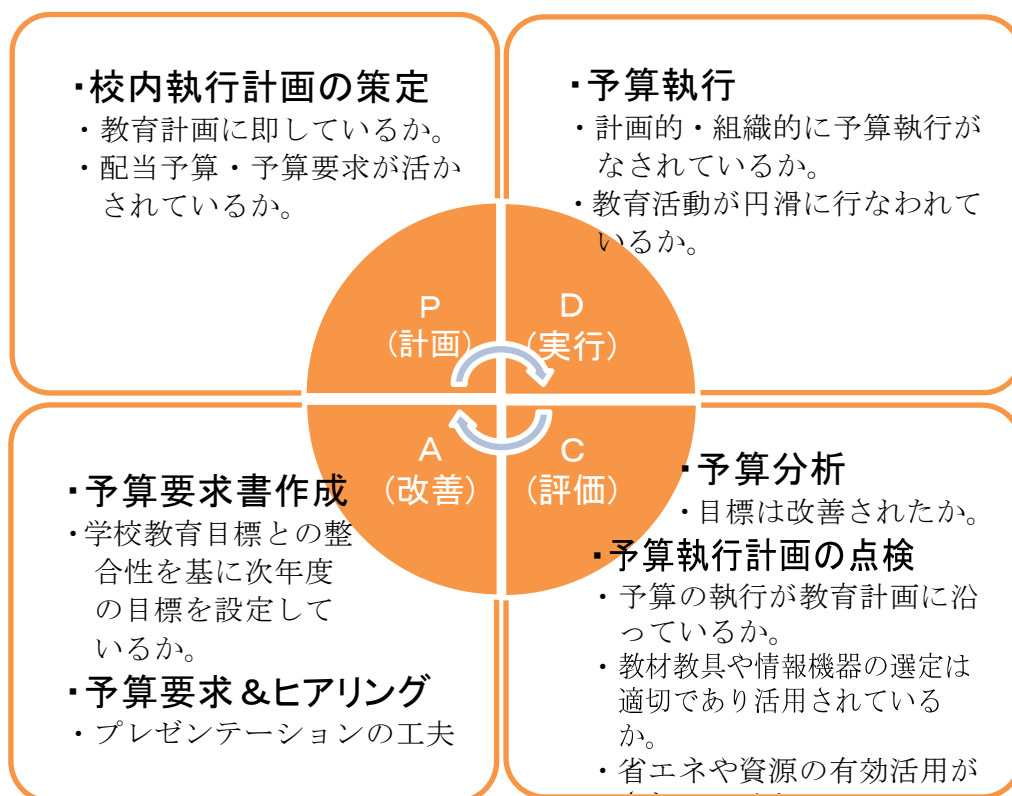 ・校内執行計画の策定
・教育計画に即しているか。
・配当予算・予算要求が活か
されているか。
・予算執行
・計画的・組織的に予算執行が
なされているか。
・教育活動が円滑に行なわれて
いるか。
P
(計画)
D
(実行)
A
(改善)
C
(評価)
・予算要求書作成
・学校教育目標との整
合性を基に次年度
の目標を設定して
いるか。
・予算要求&ヒアリング
・プレゼンテーションの工夫
・予算分析
・目標は改善されたか。
・予算執行計画の点検
・予算の執行が教育計画に沿
っているか。
・教材教具や情報機器の選定は
適切であり活用されている
か。
・省エネや資源の有効活用が